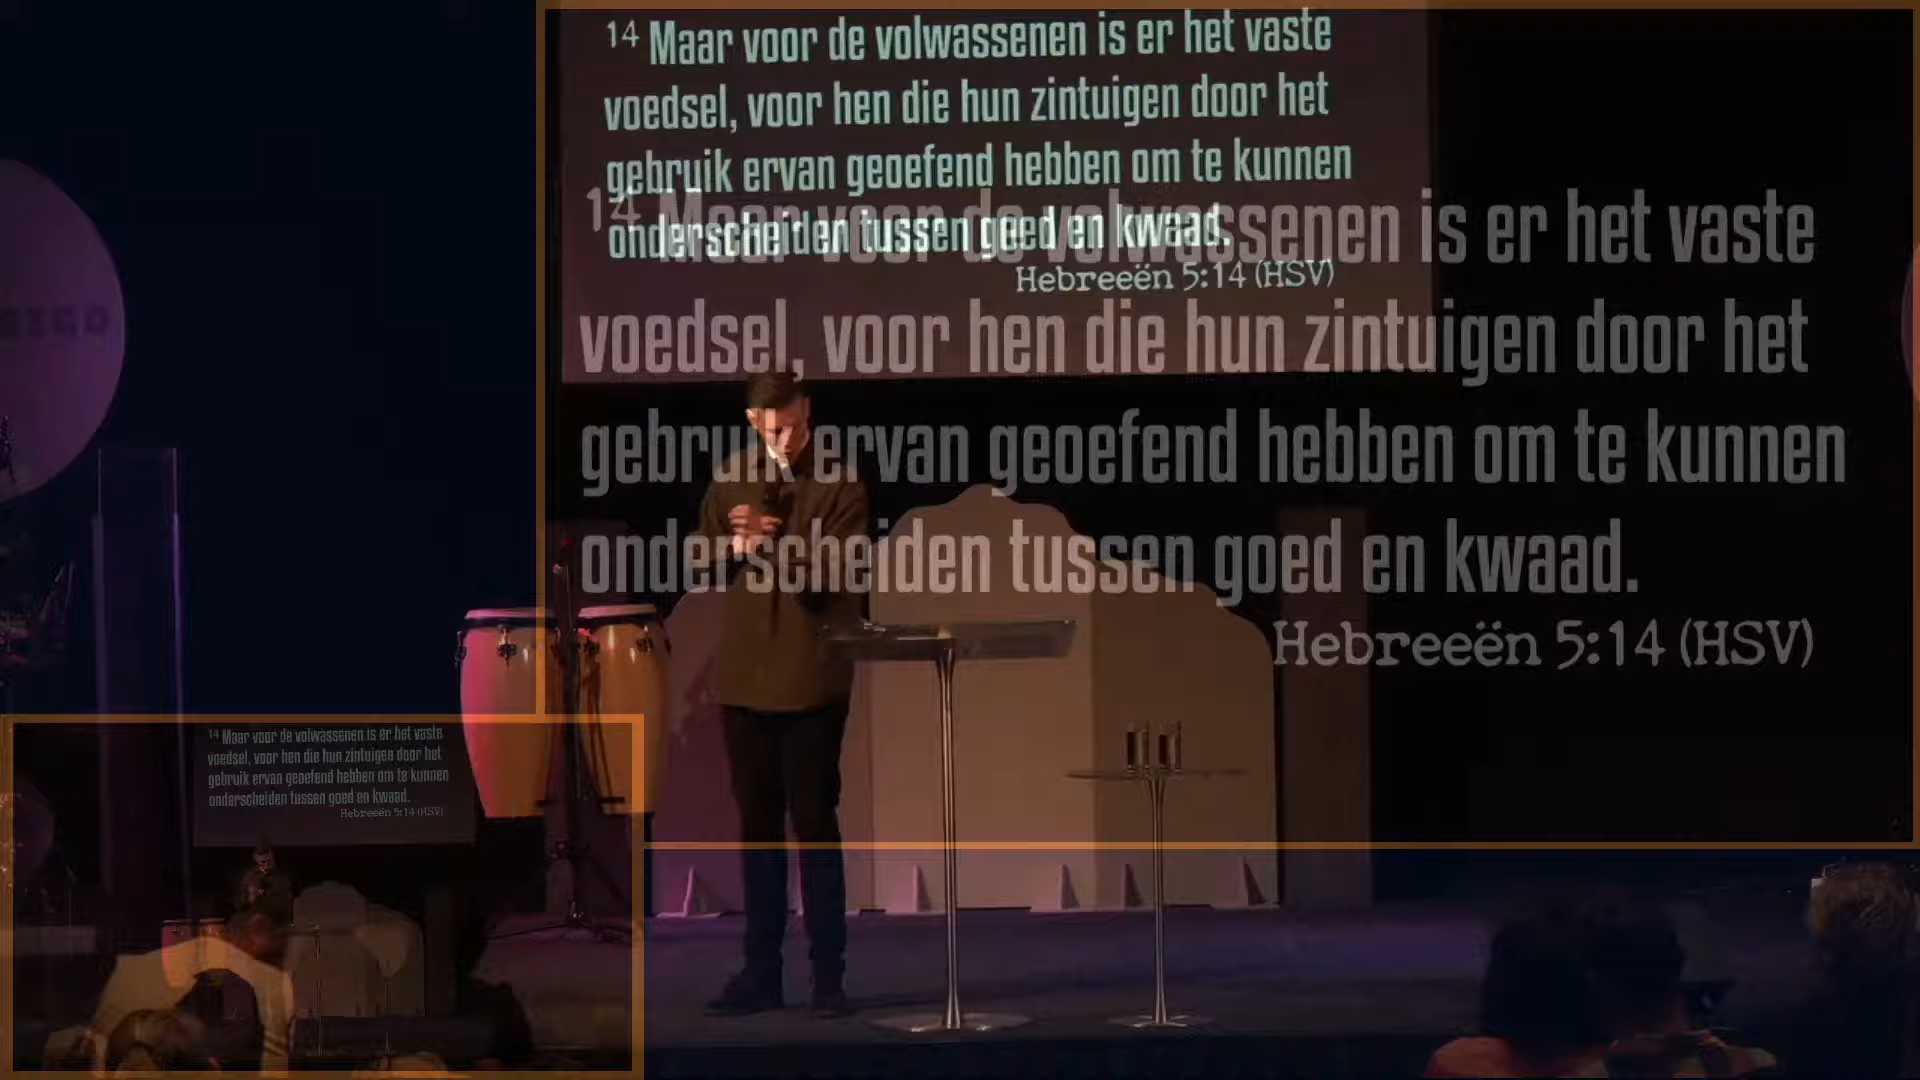 14 Maar voor de volwassenen is er het vaste
voedsel, voor hen die hun zintuigen door het
gebruik ervan geoefend hebben om te kunnen
onderscheiden tussen goed en kwaad.
Hebreeën 5:14 (HSV)
14 Maar voor de volwassenen is er het vaste
voedsel, voor hen die hun zintuigen door het
gebruik ervan geoefend hebben om te kunnen
onderscheiden tussen goed en kwaad.
Hebreeën 5:14 (HSV)
14 Maar voor de volwassenen is er het vaste
voedsel, voor hen die hun zintuigen door het
gebruik ervan geoefend hebben om te kunnen
onderscheiden tussen goed en kwaad.
Hebreeën 5:14 (HSV)